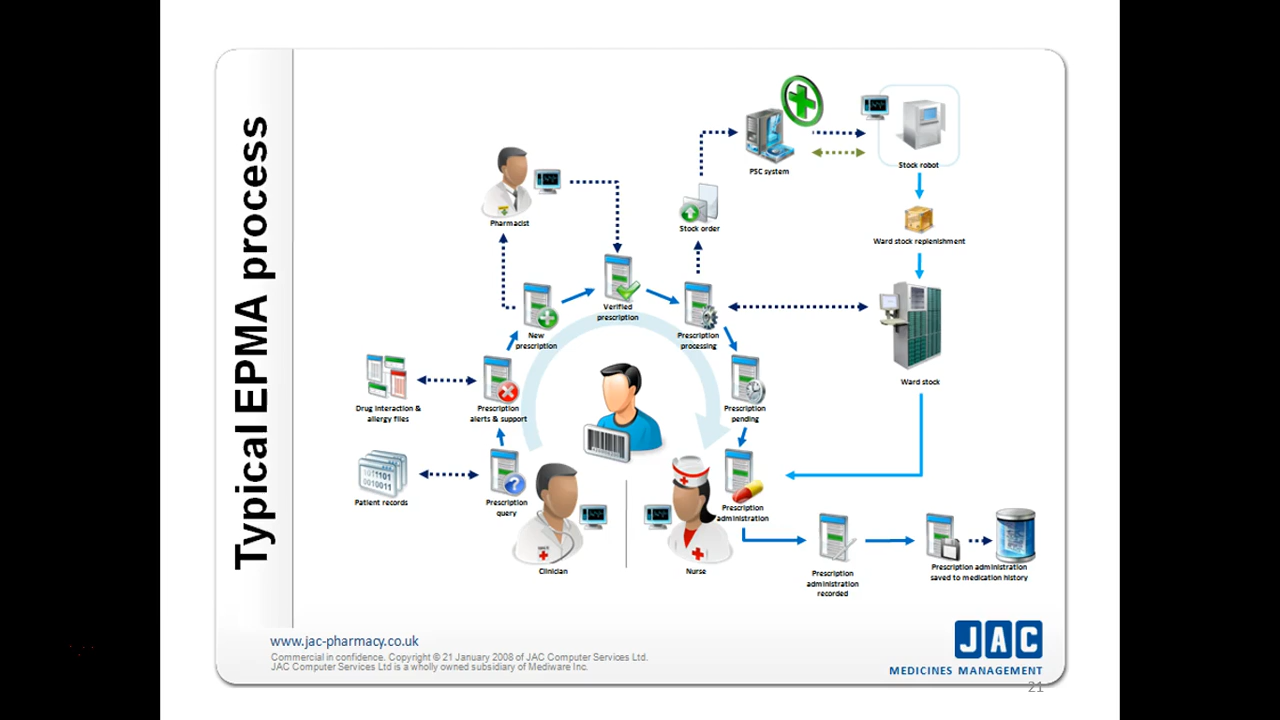 Typical EPMA process
PSC system
Stock robot
Pharmacist
Stock order
Ward stock replenishment
Verified
prescription
New
prescription
Prescription
processing
Ward stock
Drug interaction &
allergy files
Prescription
alerts & support
Prescription
pending
Patient records
Prescription
query
Prescription
administration
Clinician
Nurse
Prescription
administration
recorded
Prescription administration
saved to medication history
www.jac-pharmacy.co.uk
Commercial in confidence. Copyright © 21 January 2008 of JAC Computer Services Ltd.
JAC Computer Services Ltd is a wholly owned subsidiary of Mediware Inc.
JAC
MEDICINES MANAGEMENT
21